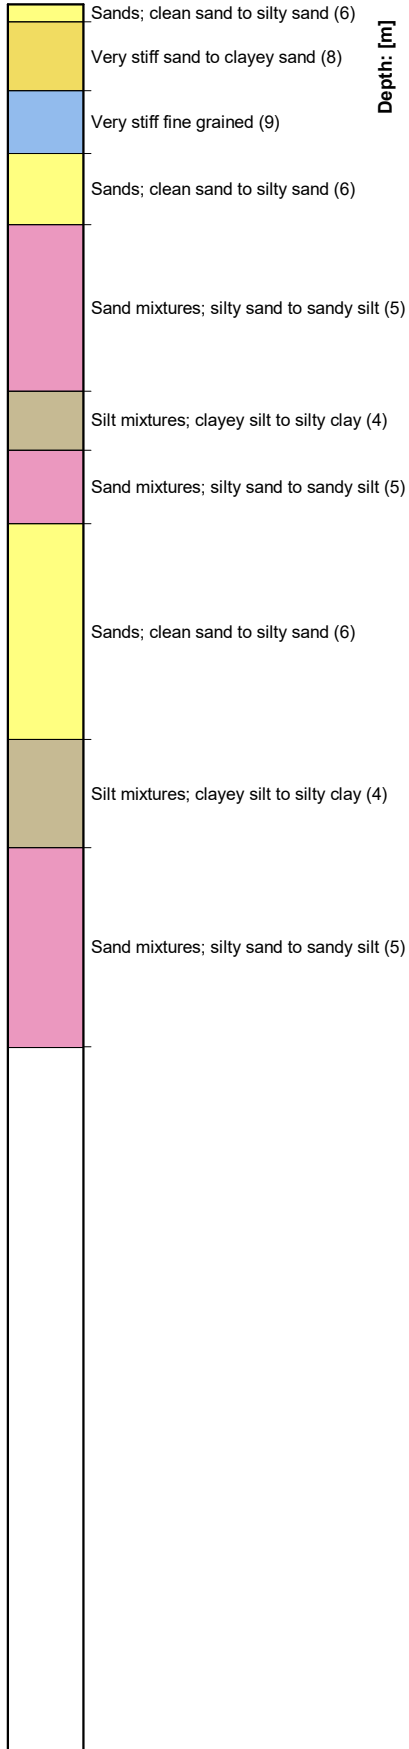 Sands; clean sand to silty sand (6)
Very stiff sand to clayey sand (8)
Depth: [m]
Very stiff fine grained (9)
Sands; clean sand to silty sand (6)
Sand mixtures; silty sand to sandy silt (5)
Silt mixtures; clayey silt to silty clay (4)
Sand mixtures; silty sand to sandy silt (5)
Sands; clean sand to silty sand (6)
Silt mixtures; clayey silt to silty clay (4)
Sand mixtures; silty sand to sandy silt (5)